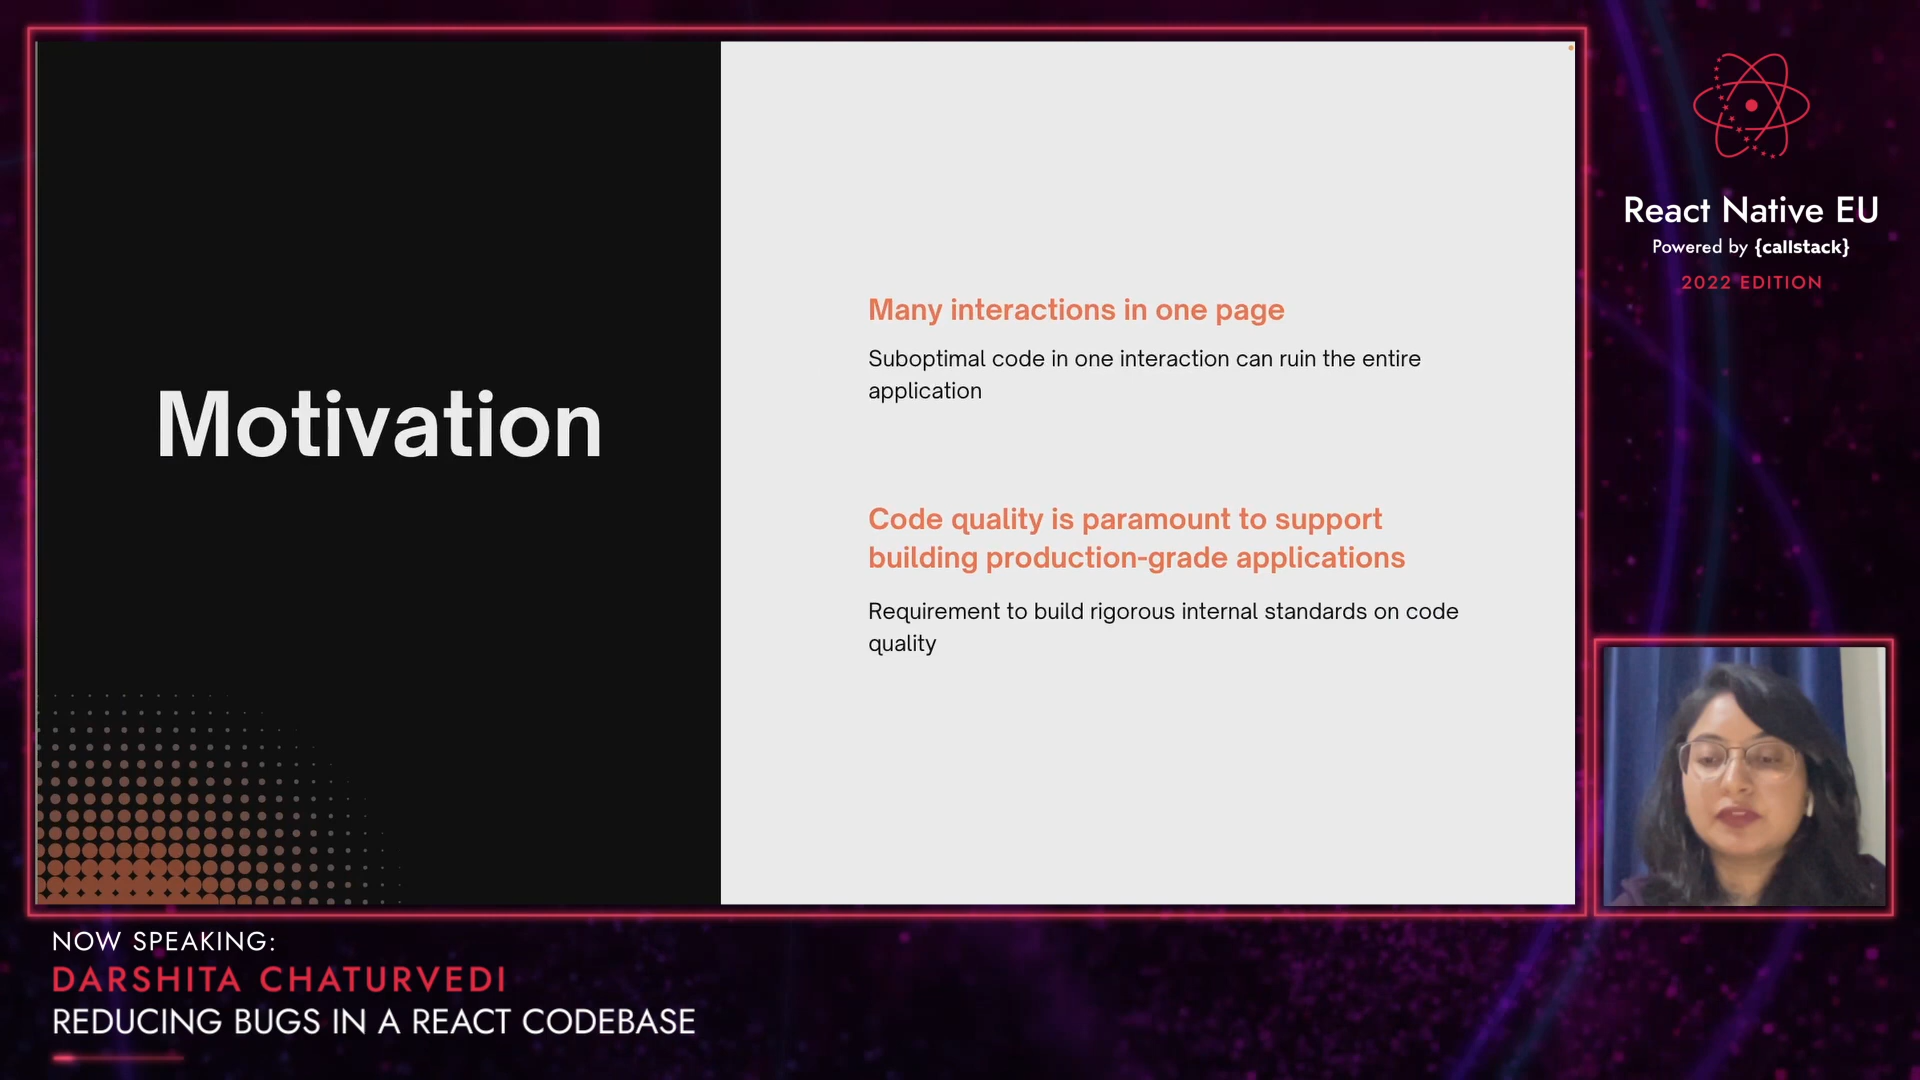 Motivation
Many interactions in one page
Suboptimal code in one interaction can ruin the entire
application
Code quality is paramount to support
building production-grade applications
Requirement to build rigorous internal standards on code
quality
React Native EU
Powered by {callstack}
2022 EDITION
NOW SPEAKING:
DARSHITA CHATURVEDI
REDUCING BUGS IN A REACT CODEBASE